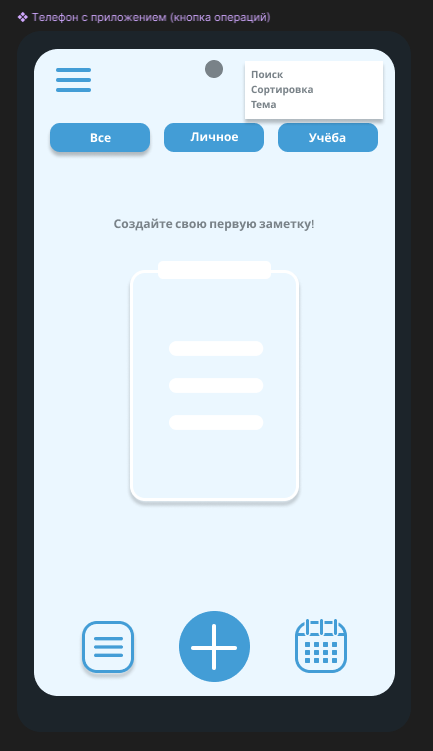 Телефон с приложением (кнопка операций)
Поиск
Сортировка
Тема
Все
Личное
Учёба
Создайте свою первую заметку!